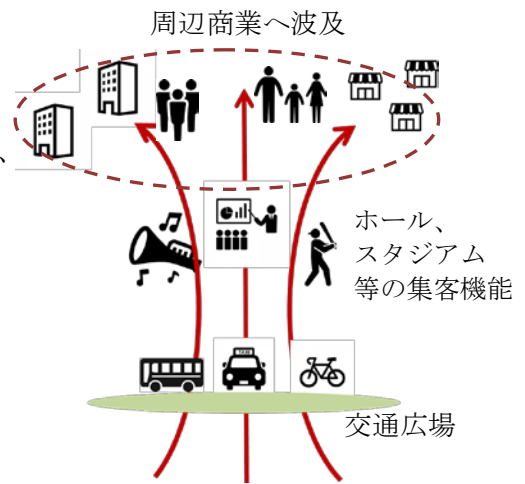 周辺商業へ波及
、
ホール、
スタジアム
等の集客機能
TAXI
交通広場